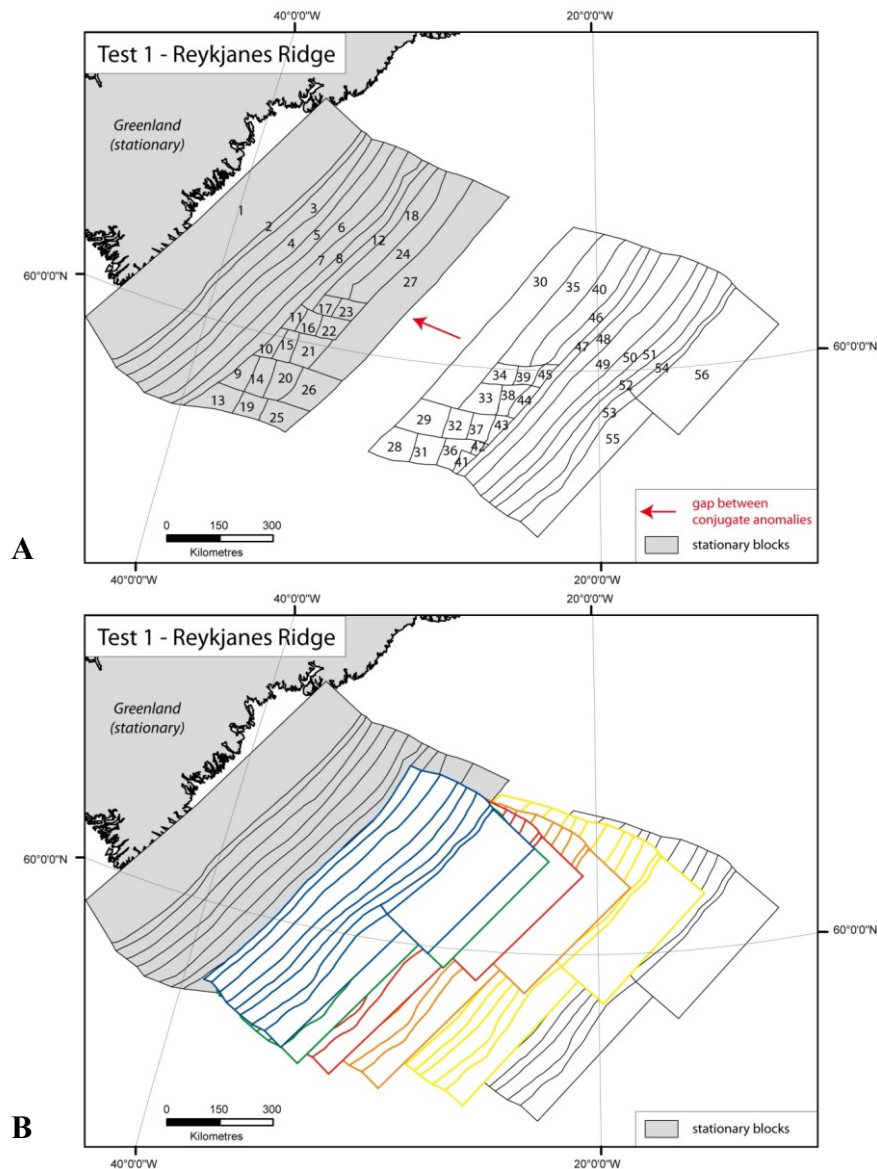 40°0'0"W 20°0'0"W
Test 1 - Reykjanes Ridge
Greenland
(stationary)
1
2
3
4
5
6
7
8
12
18
24
27
60°0'0"N
11
17
23
16
22
10
15
21
9
14
20
26
13
19
25
30
35
40
46
47
48
49
50
51
54
56
60°0'0"N
52
53
55
34
39
45
33
38
44
29
32
37
43
28
31
36
42
41
gap between
conjugate anomalies
stationary blocks
0 150 300
Kilometres
A
40°0'0"W 20°0'0"W
40°0'0"W 20°0'0"W
Test 1 - Reykjanes Ridge
Greenland
(stationary)
60°0'0"N
60°0'0"N
0 150 300
Kilometres
stationary blocks
B
40°0'0"W 20°0'0"W